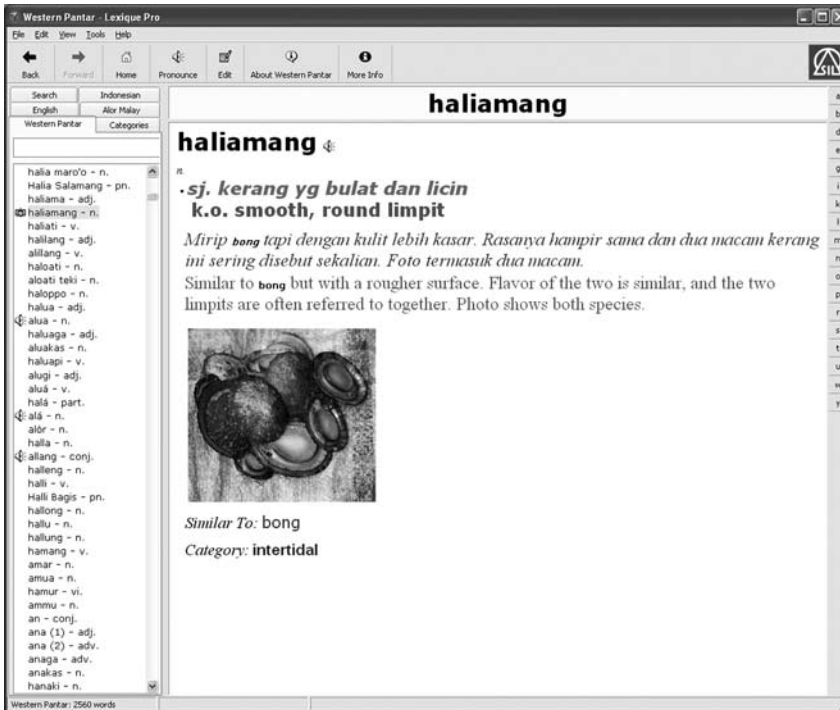 Western Pantar - Lexique Pro
File Edit View Tools Help
Back Forward Home Pronounce Edit About Western Pantar More Info
SIL
Search Indonesian
English Alor Malay
Western Pantar Categories
halia maro'o - n.
Halia Salamang - pn.
haliama - adj.
haliamang - n.
haliati - v.
halilang - adj.
alillang - v.
haloati - n.
aloati teki - n.
haloppo - n.
halua - adj.
alua - n.
haluaga - adj.
aluakas - n.
haluapi - v.
alugi - adj.
aluá - v.
halá - part.
alá - n.
alór - n.
halla - n.
allang - conj.
halleng - n.
halli - v.
Halli Bagis - pn.
hallong - n.
hallu - n.
hallung - n.
hamang - v.
amar - n.
amua - n.
hamur - vi.
ammu - n.
an - conj.
ana (1) - adj.
ana (2) - adv.
anaga - adv.
anakas - n.
hanaki - n.
Western Pantar: 2560 words
haliamang
haliamang
n.
• sj. kerang yg bulat dan licin
k.o. smooth, round limpit
Mirip bong tapi dengan kulit lebih kasar. Rasanya hampir sama dan dua macam kerang
ini sering disebut sekalian. Foto termasuk dua macam.
Similar to bong but with a rougher surface. Flavor of the two is similar, and the two
limpits are often referred to together. Photo shows both species.
Similar To: bong
Category: intertidal
a
b
d
e
g
i
k
l
m
n
o
p
r
s
t
u
w
y